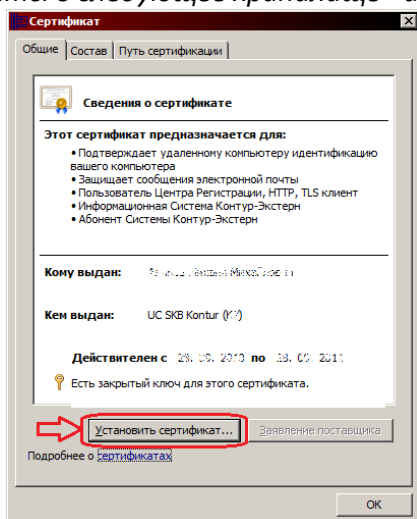 следующее хранилище
Сертификат
Общие Состав Путь сертификации
Сведения о сертификате
Этот сертификат предназначается для:
• Подтверждает удаленному компьютеру идентификацию
вашего компьютера
• Защищает сообщения электронной почты
• Пользователь Центра Регистрации, HTTP, TLS клиент
• Информационная Система Контур-Экстерн
• Абонент Системы Контур-Экстерн
Кому выдан:
Кем выдан: UC SKB Kontur
Действителен с по
Есть закрытый ключ для этого сертификата.
Установить сертификат... Заявление поставщика
Подробнее о сертификатах
OK